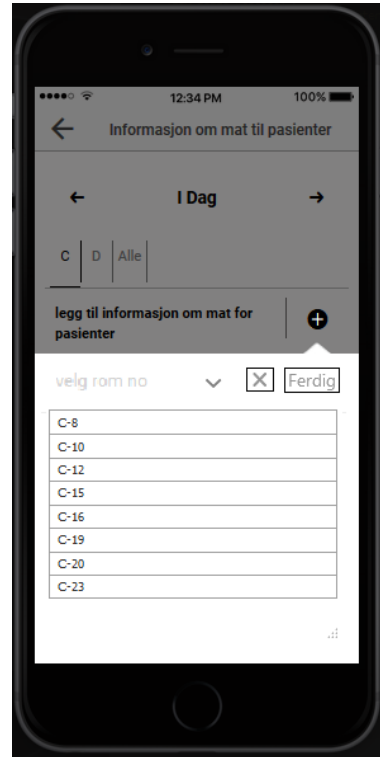 12:34 PM 100%
Informasjon om mat til pasienter
I Dag
C D Alle
legg til informasjon om mat for
pasienter
velg rom no Ferdig
C-8
C-10
C-12
C-15
C-16
C-19
C-20
C-23